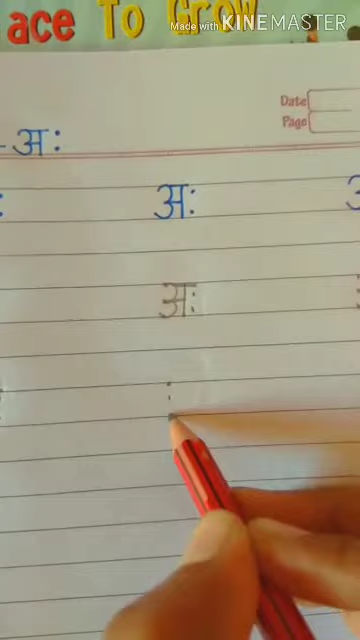 ace To Grow
Made with KINEMASTER
Date
Page
- अः
: अः
अः